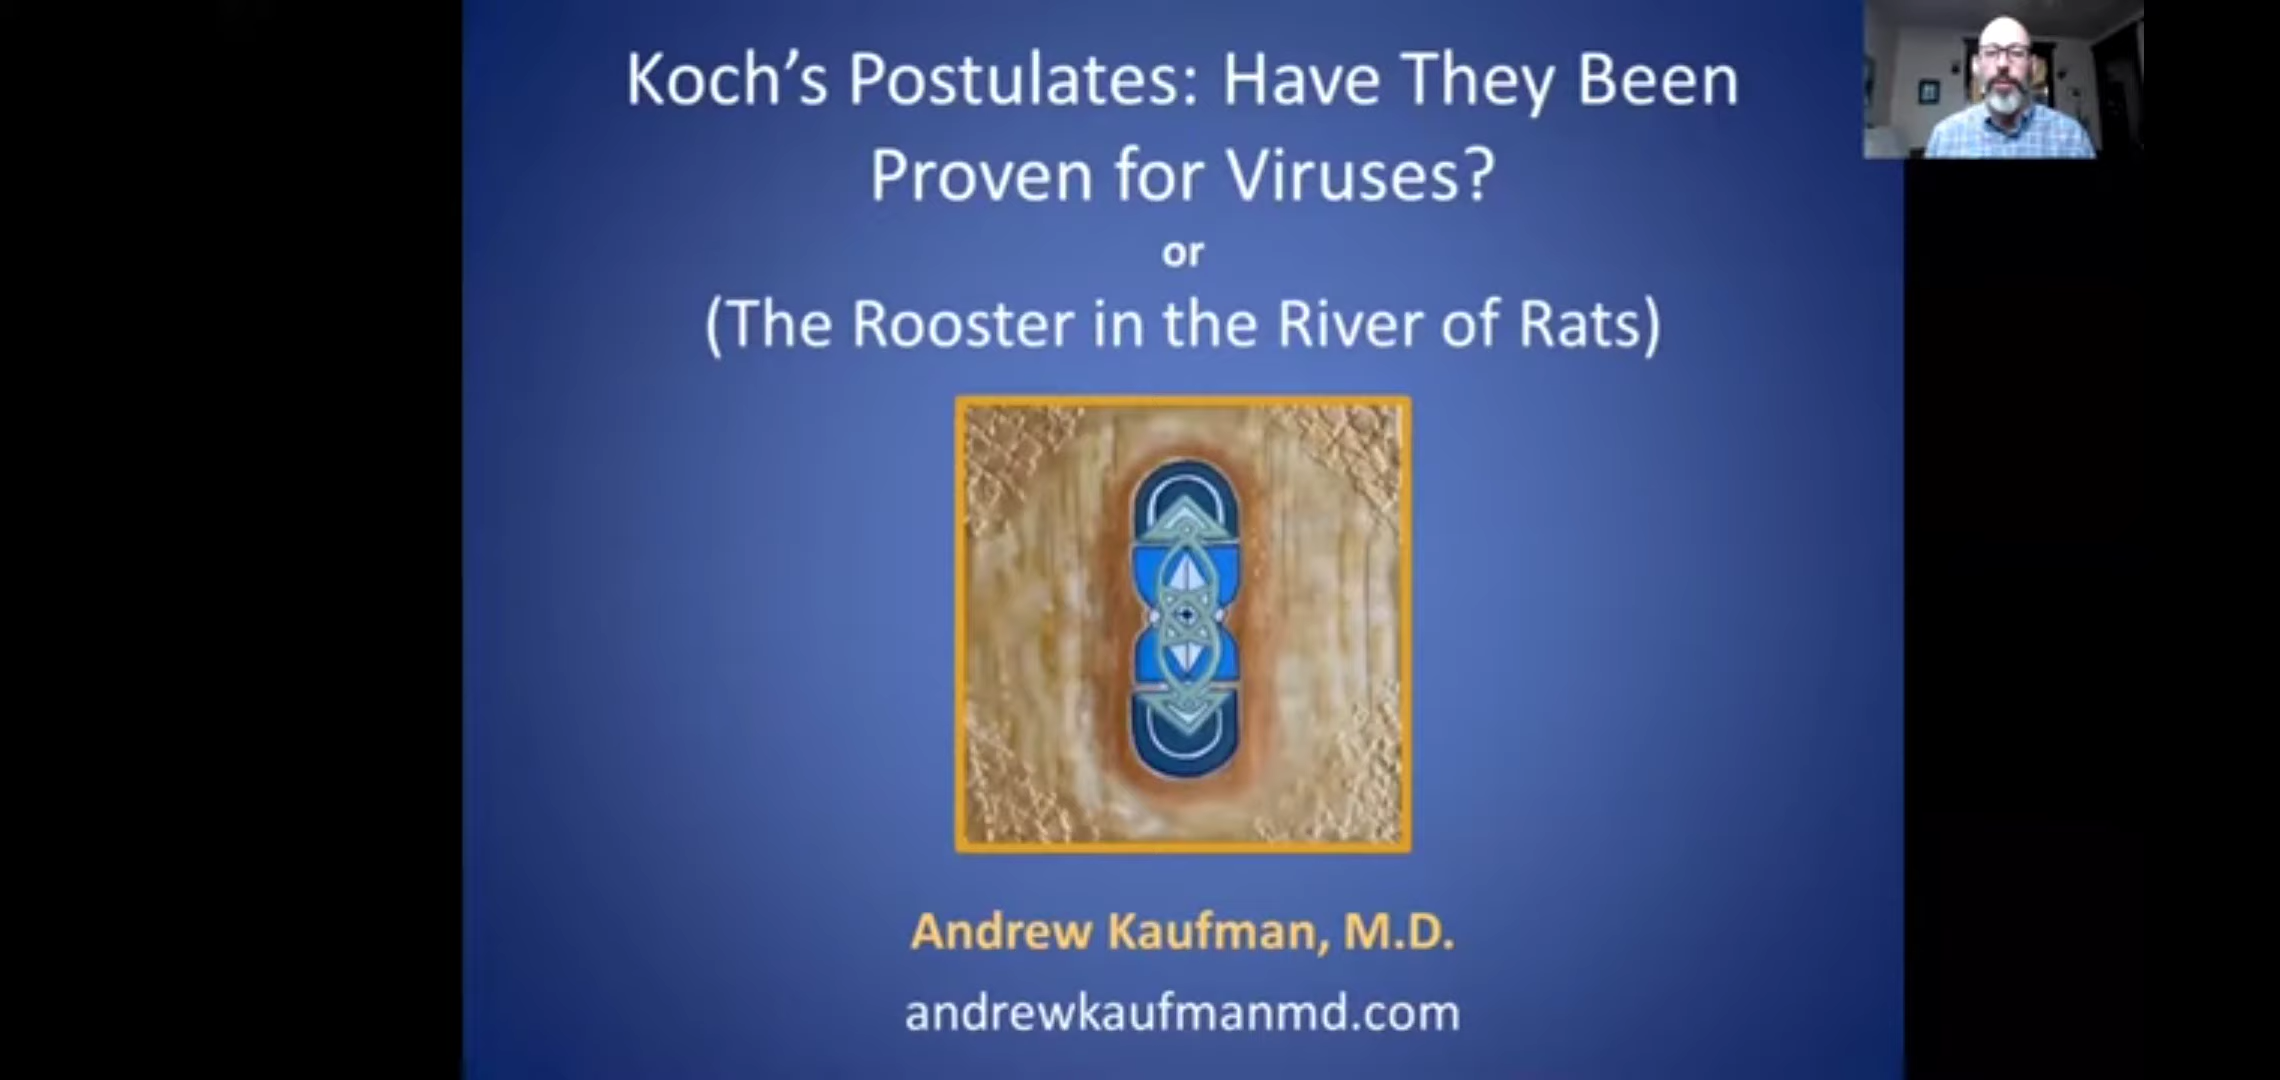 Koch’s Postulates: Have They Been
Proven for Viruses?
or
(The Rooster in the River of Rats)
Andrew Kaufman, M.D.
andrewkaufmanmd.com